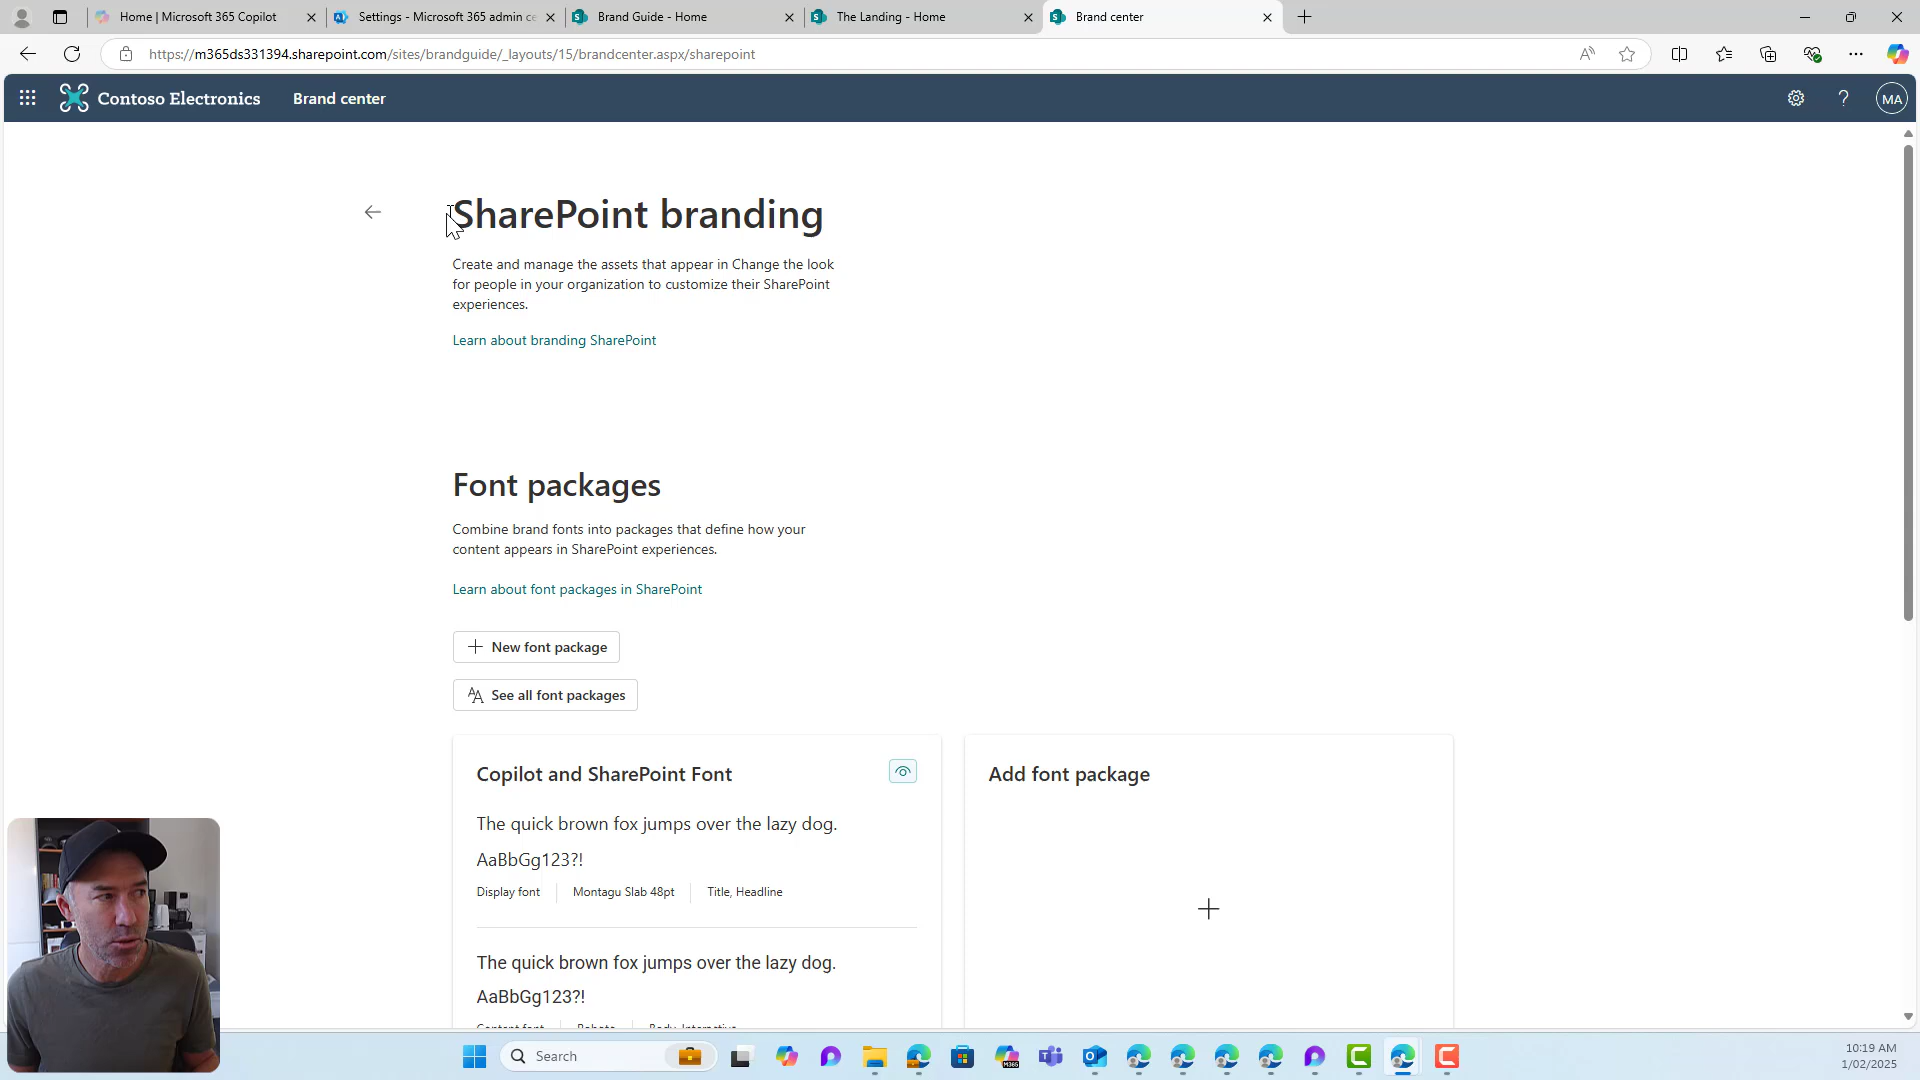 Home | Microsoft 365 Copilot
Settings - Microsoft 365 admin ce
Brand Guide - Home
The Landing - Home
Brand center
https://m365ds331394.sharepoint.com/sites/brandguide/_layouts/15/brandcenter.aspx/sharepoint
Contoso Electronics
Brand center
?
MA
SharePoint branding
Create and manage the assets that appear in Change the look
for people in your organization to customize their SharePoint
experiences.
Learn about branding SharePoint
Font packages
Combine brand fonts into packages that define how your
content appears in SharePoint experiences.
Learn about font packages in SharePoint
New font package
See all font packages
Copilot and SharePoint Font
The quick brown fox jumps over the lazy dog.
AaBbGg123?!
Display font
Montagu Slab 48pt
Title, Headline
The quick brown fox jumps over the lazy dog.
AaBbGg123?!
Content font
Roboto
Body, Interactive
Add font package
Search
M365
10:19 AM
1/02/2025